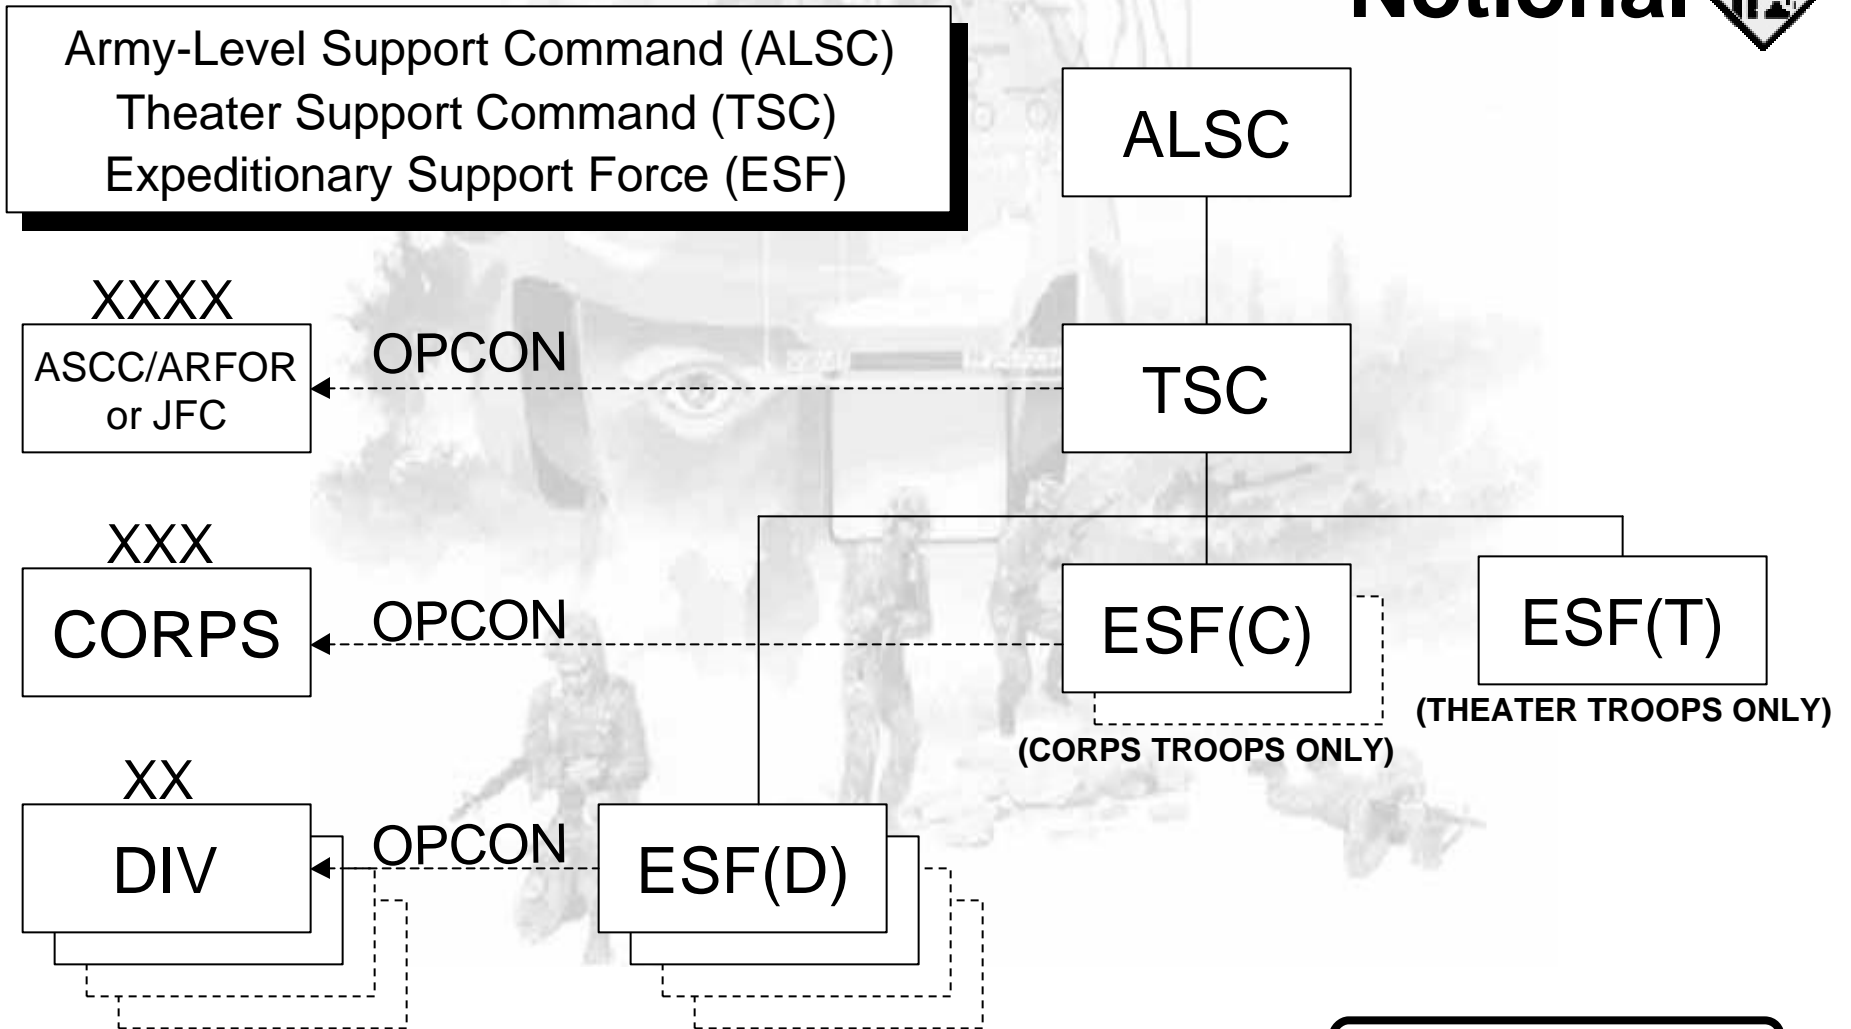 Notional
Army-Level Support Command (ALSC)
Theater Support Command (TSC)
Expeditionary Support Force (ESF)
ALSC
XXXX
ASCC/ARFOR
or JFC
OPCON
TSC
XXX
CORPS
OPCON
ESF(C)
(CORPS TROOPS ONLY)
ESF(T)
(THEATER TROOPS ONLY)
XX
DIV
OPCON
ESF(D)